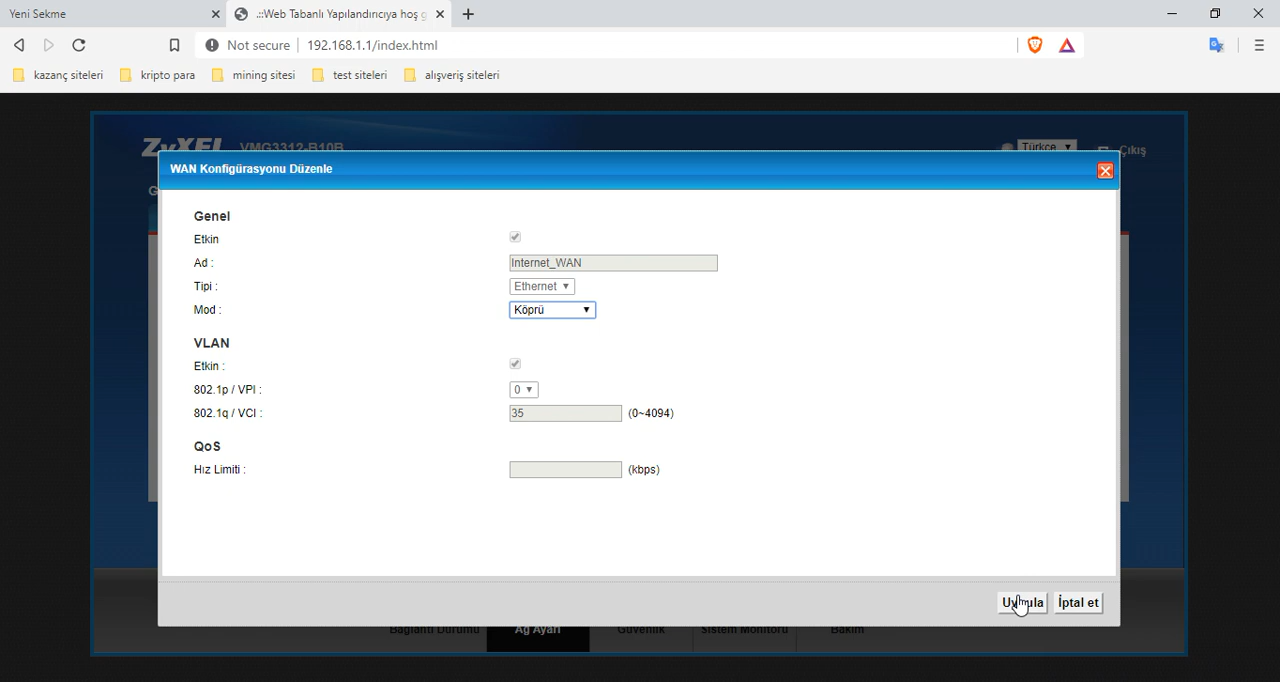 Yeni Sekme
.::Web Tabanlı Yapılandırıcıya hoş g
Not secure
192.168.1.1/index.html
kazanç siteleri
kripto para
mining sitesi
test siteleri
alışveriş siteleri
ZyXEL VMG3312-B10B
Türkçe
Çıkış
WAN Konfigürasyonu Düzenle
Genel
Etkin
Ad :
Internet_WAN
Tipi :
Ethernet
Mod :
Köprü
VLAN
Etkin :
802.1p / VPI :
0
802.1q / VCI :
35
(0~4094)
QoS
Hız Limiti :
(kbps)
İptal et
Bağlantı Durumu
Ağ Ayarı
Güvenlik
Sistem Monitörü
Bakım